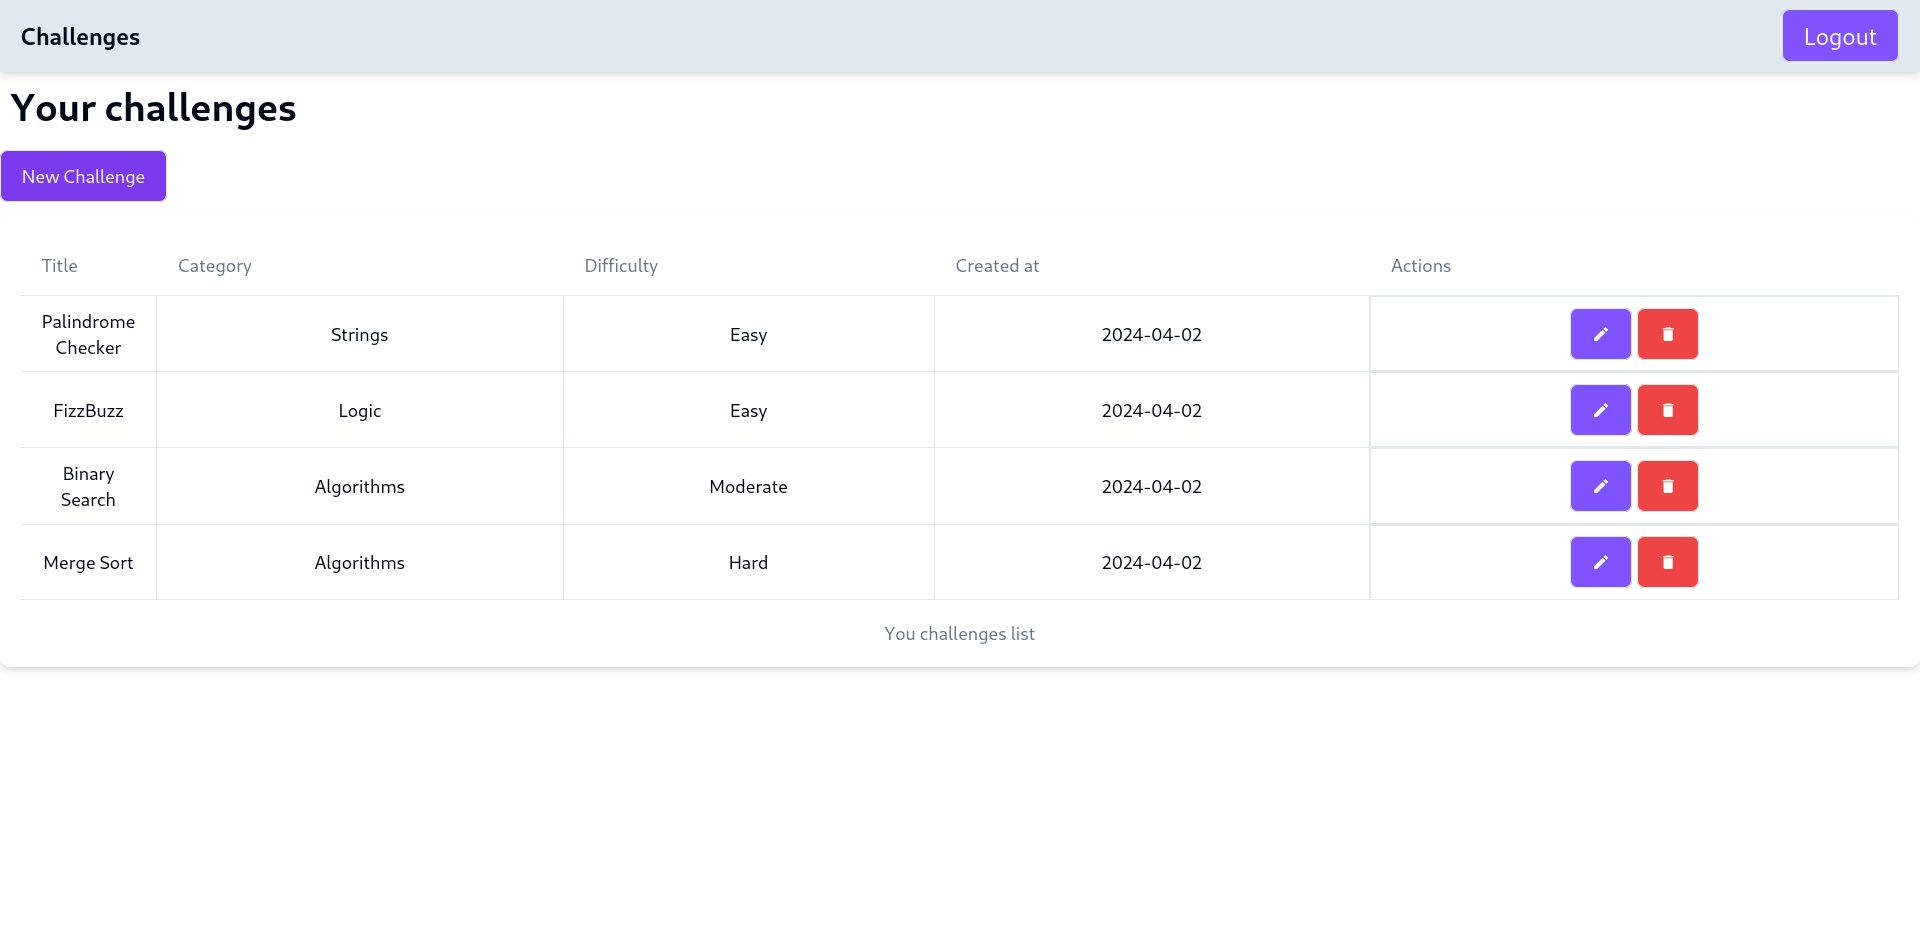 Challenges
Logout
Your challenges
New Challenge
Title Category Difficulty Created at Actions
Palindrome
Checker
Strings Easy 2024-04-02
FizzBuzz Logic Easy 2024-04-02
Binary
Search
Algorithms Moderate 2024-04-02
Merge Sort Algorithms Hard 2024-04-02
You challenges list